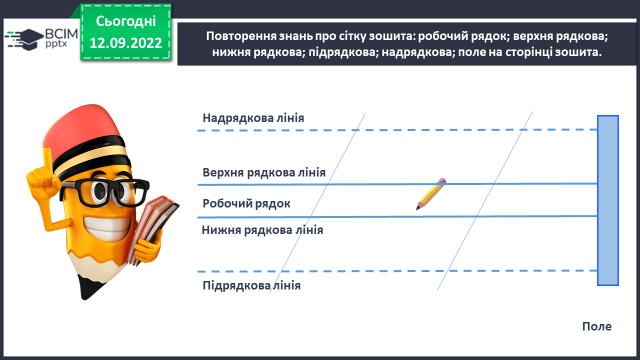 ВСІМ
pptx
Сьогодні
12.09.2022
Повторення знань про сітку зошита: робочий рядок; верхня рядкова;
нижня рядкова; підрядкова; надрядкова; поле на сторінці зошита.
Надрядкова лінія
Верхня рядкова лінія
Робочий рядок
Нижня рядкова лінія
Підрядкова лінія
Поле